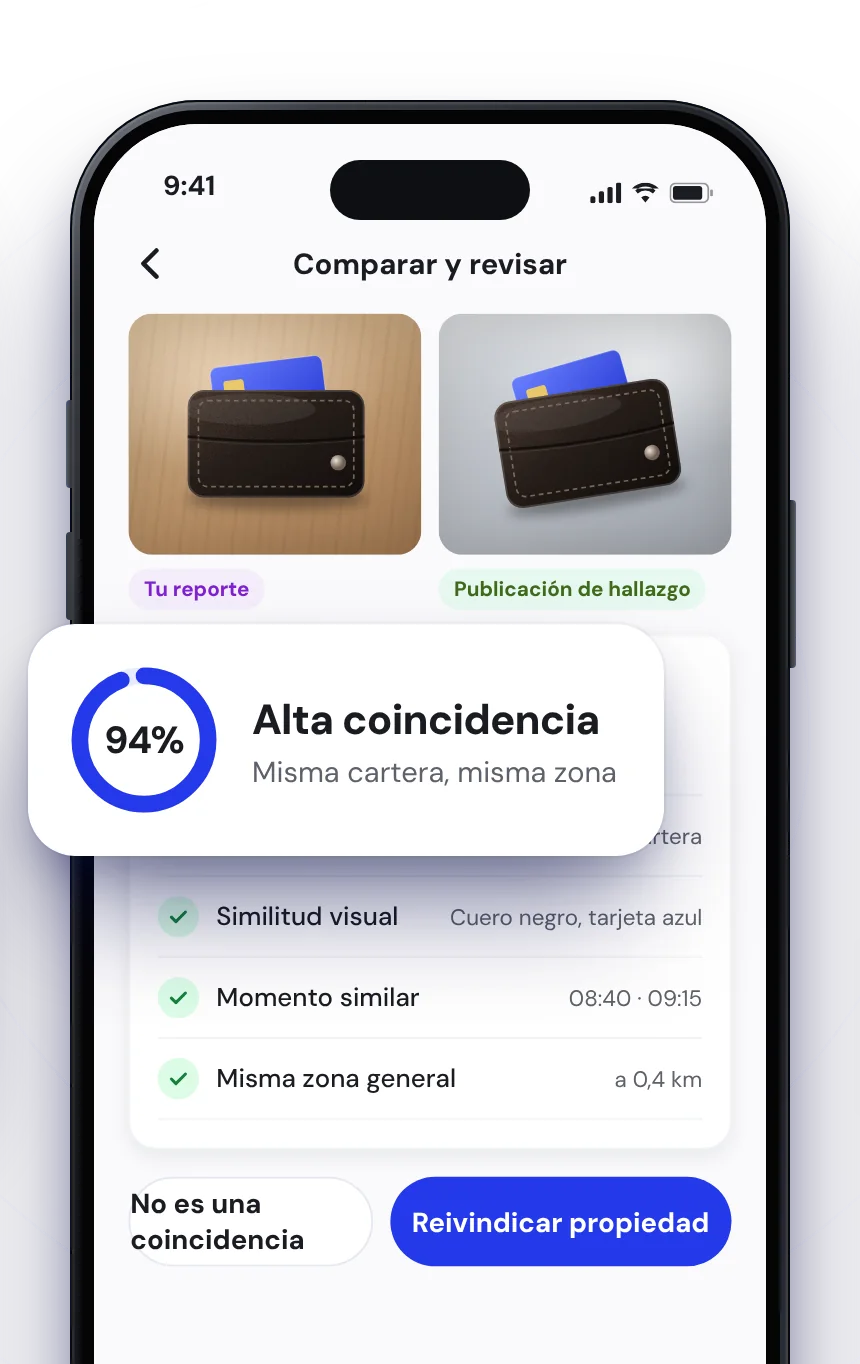 9:41
Comparar y revisar
Tu reporte
Publicación de hallazgo
94%
Alta coincidencia
Misma cartera, misma zona
Similitud visual
Cuero negro, tarjeta azul
Momento similar
08:40 · 09:15
Misma zona general
a 0,4 km
No es una
coincidencia
Reivindicar propiedad